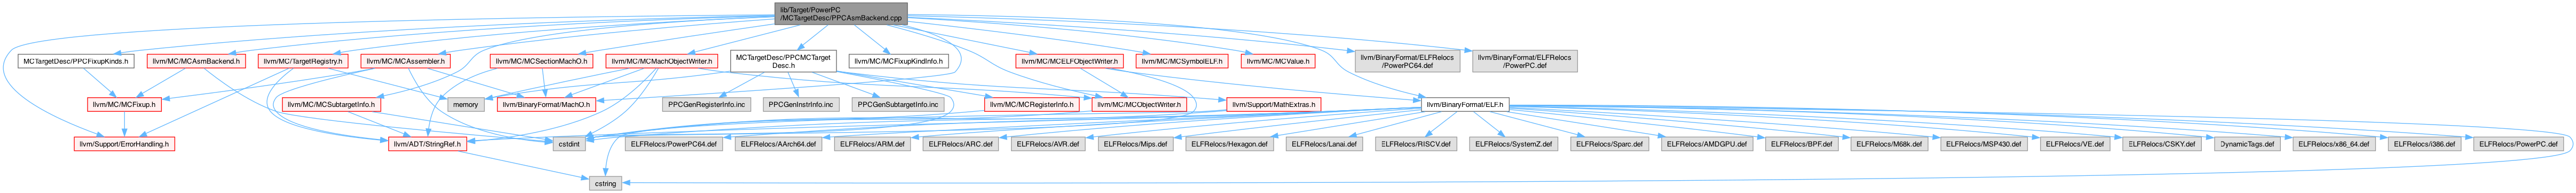 lib/Target/PowerPC
/MCTargetDesc/PPCAsmBackend.cpp
MCTargetDesc/PPCFixupKinds.h
llvm/MC/MCAsmBackend.h
llvm/MC/TargetRegistry.h
llvm/MC/MCAssembler.h
llvm/MC/MCSectionMachO.h
llvm/MC/MCMachObjectWriter.h
MCTargetDesc/PPCMCTarget
Desc.h
llvm/MC/MCFixupKindInfo.h
llvm/MC/MCELFObjectWriter.h
llvm/MC/MCSymbolELF.h
llvm/MC/MCValue.h
llvm/BinaryFormat/ELFRelocs
/PowerPC64.def
llvm/BinaryFormat/ELFRelocs
/PowerPC.def
llvm/MC/MCFixup.h
llvm/MC/MCSubtargetInfo.h
memory
llvm/BinaryFormat/MachO.h
PPCGenRegisterInfo.inc
PPCGenInstrInfo.inc
PPCGenSubtargetInfo.inc
llvm/MC/MCRegisterInfo.h
llvm/MC/MCObjectWriter.h
llvm/Support/MathExtras.h
llvm/BinaryFormat/ELF.h
llvm/Support/ErrorHandling.h
llvm/ADT/StringRef.h
cstdint
ELFRelocs/PowerPC64.def
ELFRelocs/AArch64.def
ELFRelocs/ARM.def
ELFRelocs/ARC.def
ELFRelocs/AVR.def
ELFRelocs/Mips.def
ELFRelocs/Hexagon.def
ELFRelocs/Lanai.def
ELFRelocs/RISCV.def
ELFRelocs/SystemZ.def
ELFRelocs/Sparc.def
ELFRelocs/AMDGPU.def
ELFRelocs/BPF.def
ELFRelocs/M68k.def
ELFRelocs/MSP430.def
ELFRelocs/VE.def
ELFRelocs/CSKY.def
DynamicTags.def
ELFRelocs/x86_64.def
ELFRelocs/i386.def
ELFRelocs/PowerPC.def
cstring